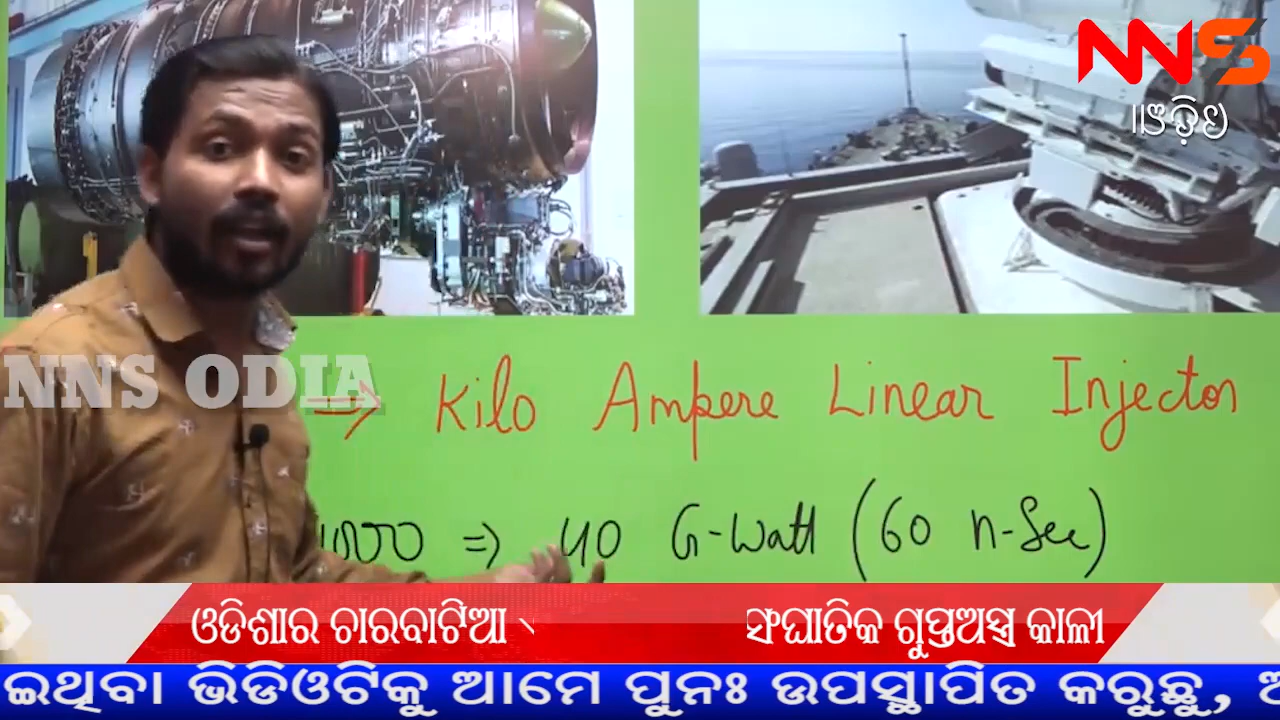 NNS
ଓଡ଼ିଆ
NNS ODIA
⇒ Kilo Ampere Linear Injector
⇒ 40 G-Watt (60 n-Sec)
ଓଡିଶାର ଚାରବାଟିଆ ସଂଘାତିକ ଗୁପ୍ତଅସ୍ତ୍ର କାଳୀ
ଇଥିବା ଭିଡିଓଟିକୁ ଆମେ ପୁନଃ ଉପସ୍ଥାପିତ କରୁଛୁ,